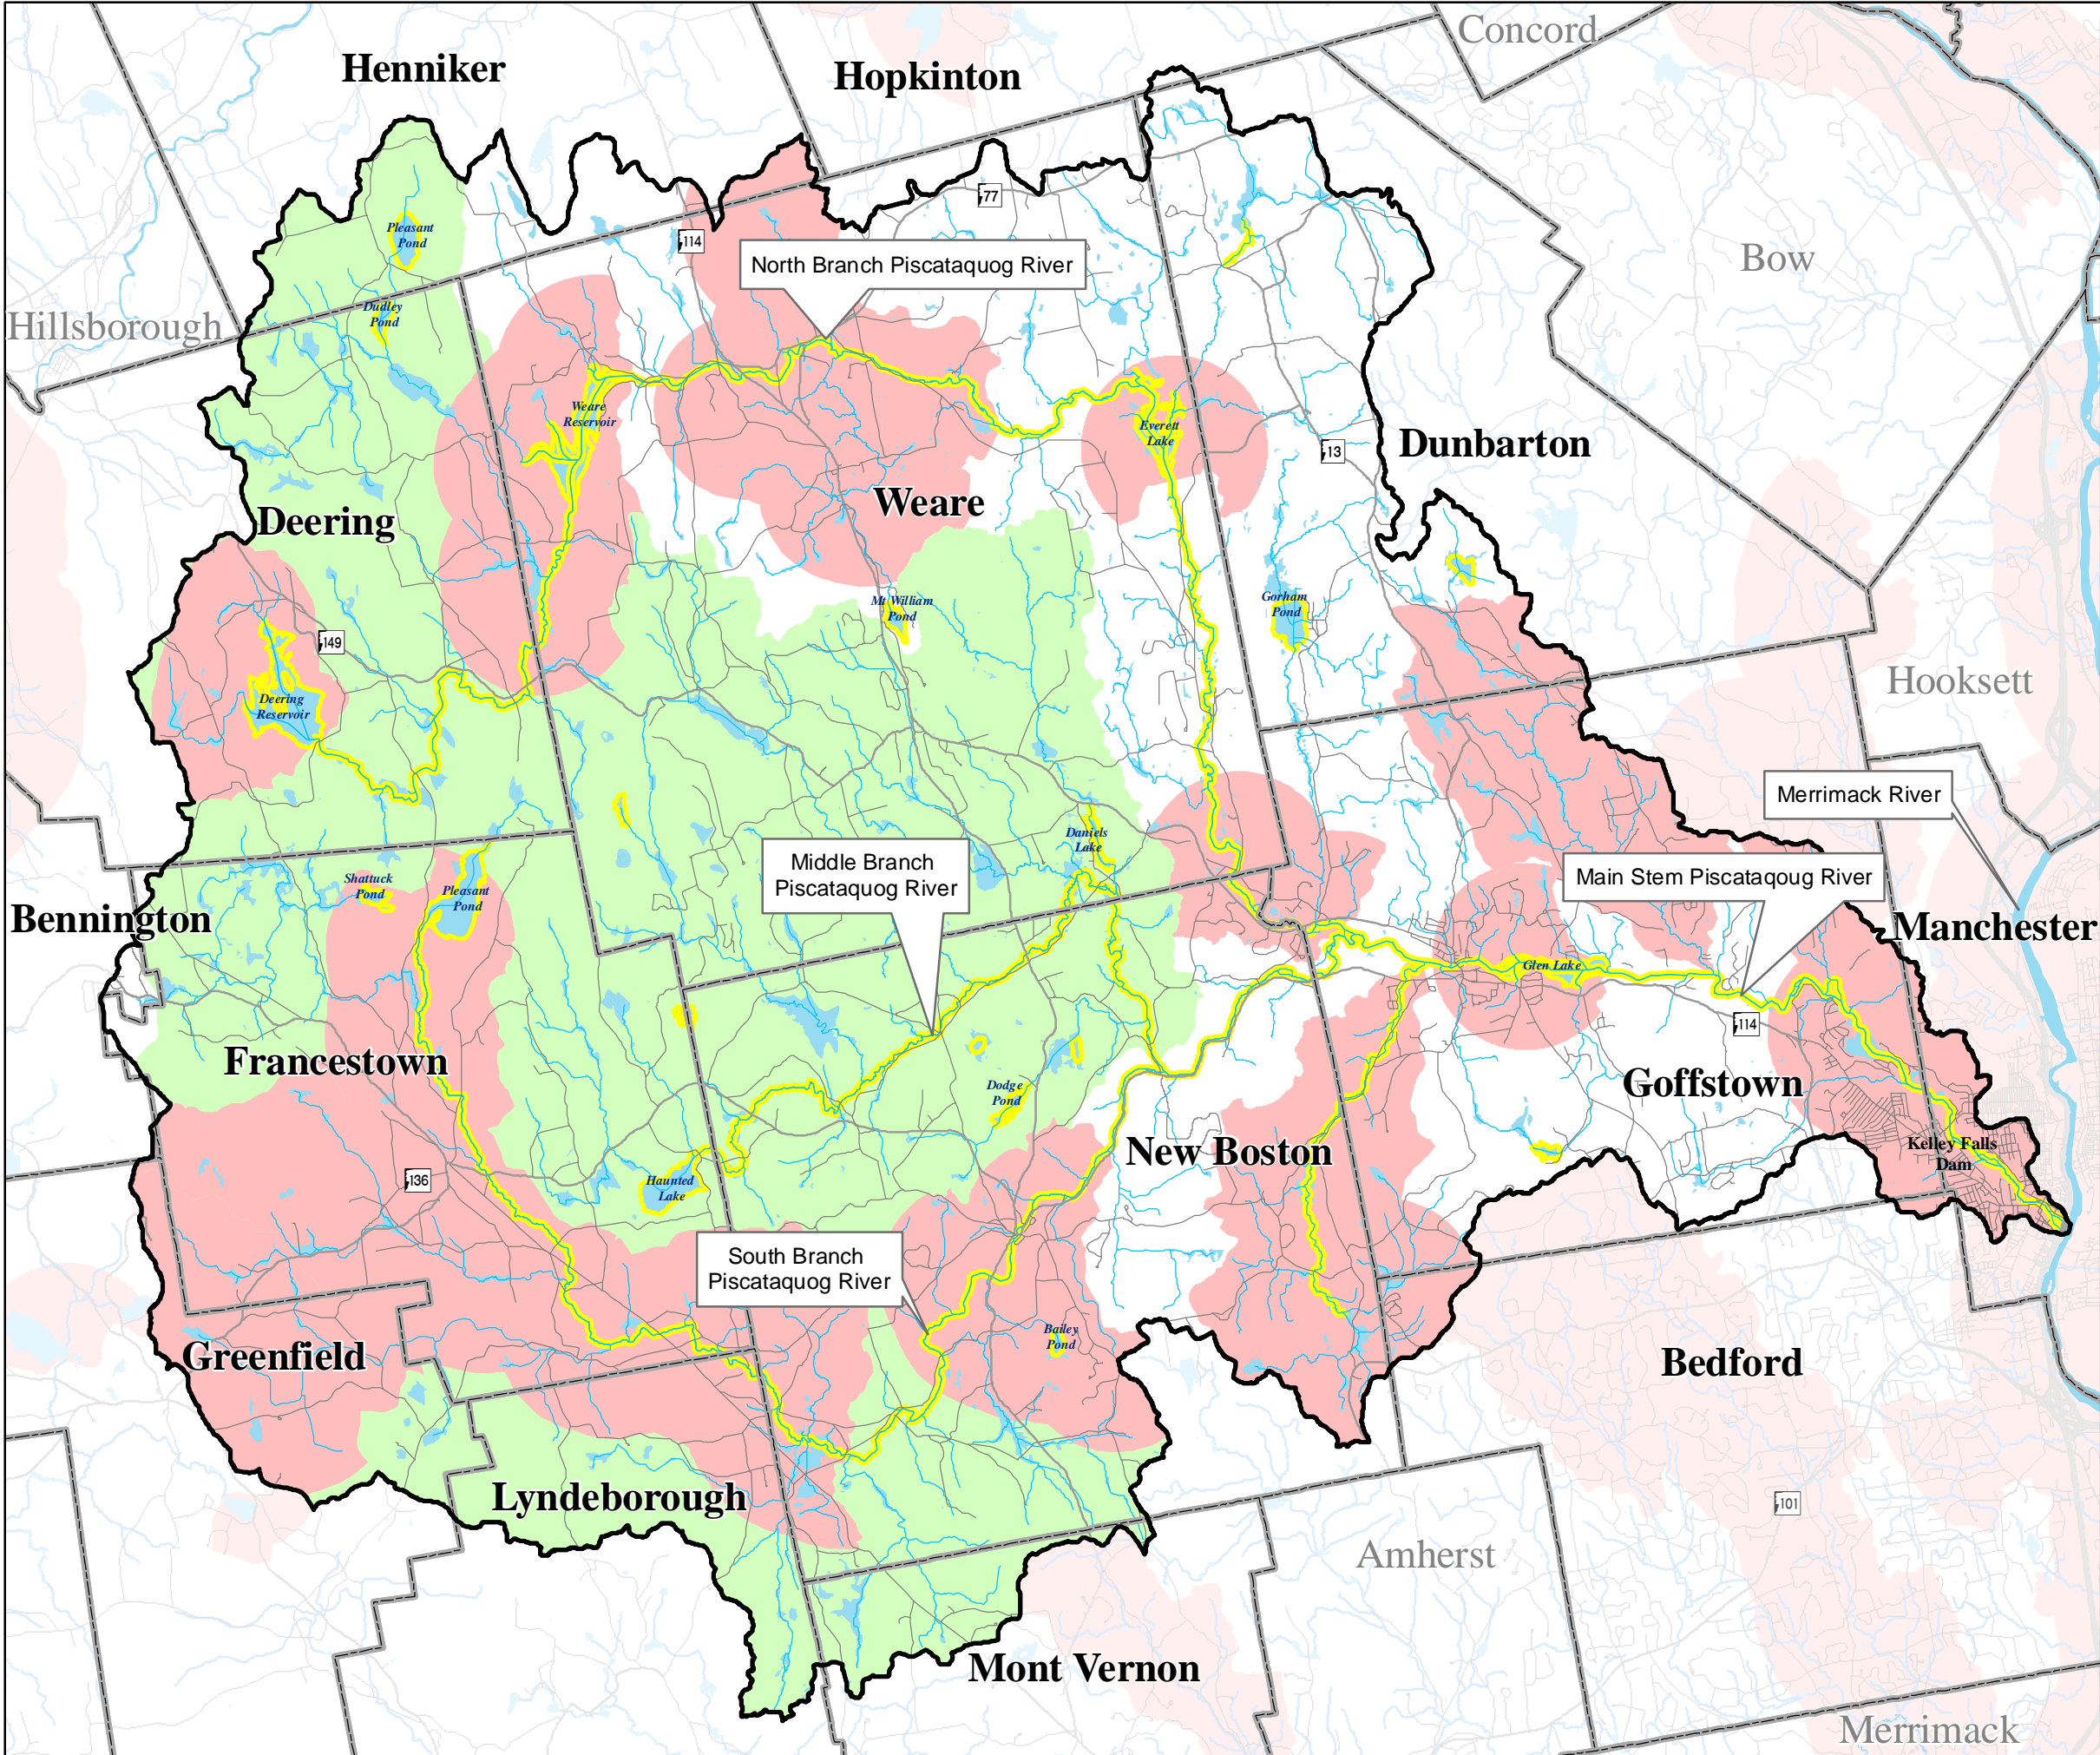 Concord
Henniker
Hopkinton
77
Pleasant
Pond
114
North Branch Piscataquog River
Bow
Hillsborough
Dudley
Pond
Weare
Reservoir
Everett
Lake
13
Dunbarton
Weare
Deering
Mt William
Pond
Gorham
Pond
149
Hooksett
Deering
Reservoir
Merrimack River
Daniels
Lake
Middle Branch
Piscataquog River
Main Stem Piscataqoug River
Shattuck
Pond
Pleasant
Pond
Bennington
Manchester
Glen Lake
114
Francestown
Goffstown
Dodge
Pond
New Boston
Kelley Falls
Dam
136
Haunted
Lake
South Branch
Piscataquog River
Bailey
Pond
Greenfield
Bedford
Lyndeborough
101
Amherst
Mont Vernon
Merrimack